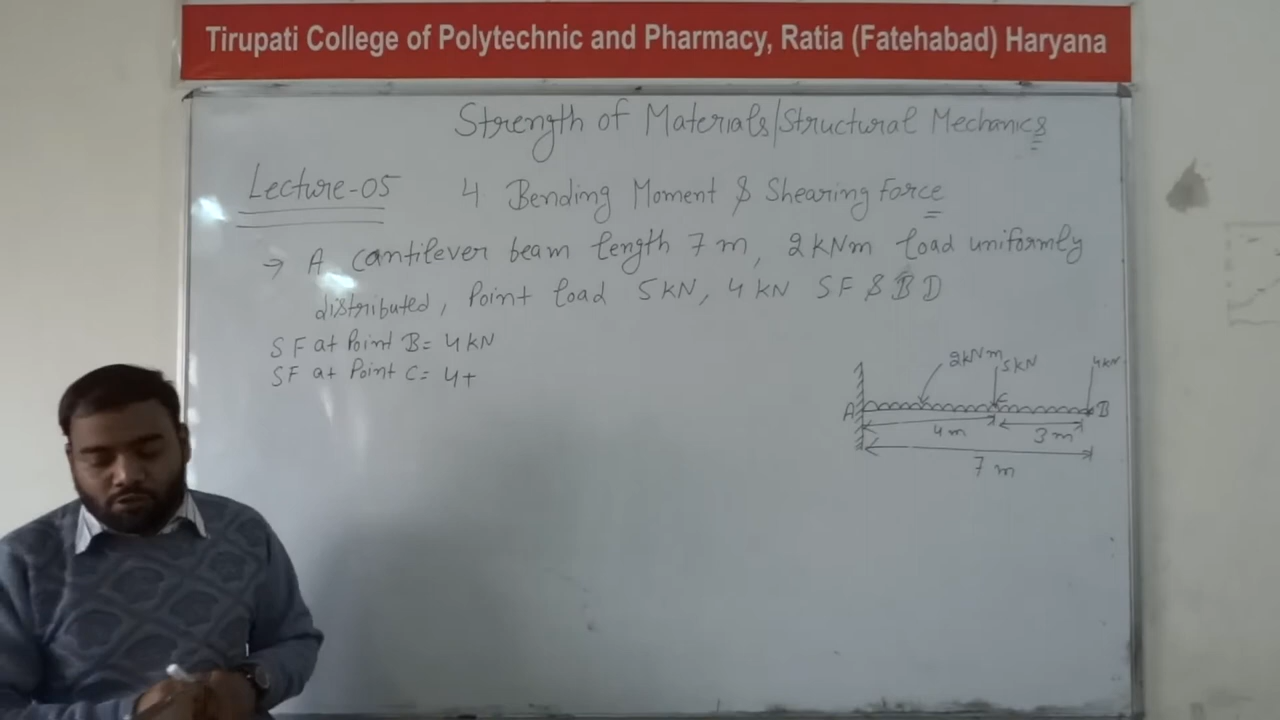 Tirupati College of Polytechnic and Pharmacy, Ratia (Fatehabad) Haryana
Strength of Materials/Structural Mechanics
Lecture-05 4 Bending Moment & Shearing Force
→ A cantilever beam length 7 m, 2 kNm load uniformly
distributed, Point load 5 kN, 4 kN SF & BD
SF at Point B = 4 kN
SF at Point C = 4+
2kNm 5kN 4kN
A C B
4 m 3 m
7 m